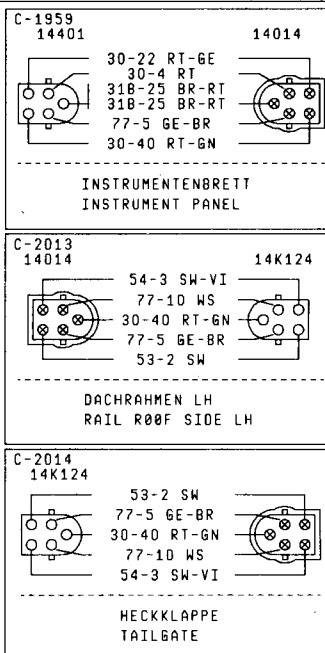 C-1959
14401 14014
30-22 RT-GE
30-4 RT
31B-25 BR-RT
31B-25 BR-RT
77-5 GE-BR
30-40 RT-GN
INSTRUMENTENBRETT
INSTRUMENT PANEL
C-2013
14014 14K124
54-3 SW-VI
77-10 WS
30-40 RT-GN
77-5 GE-BR
53-2 SW
DACHRAHMEN LH
RAIL RØØF SIDE LH
C-2014
14K124
53-2 SW
77-5 GE-BR
30-40 RT-GN
77-10 WS
54-3 SW-VI
HECKKLAPPE
TAILGATE